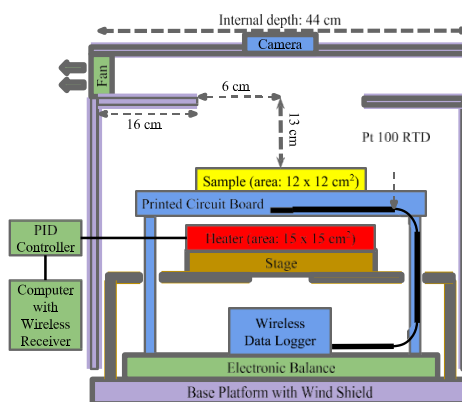 Internal depth: 44 cm
Camera
Fan
6 cm
16 cm
13 cm
Pt 100 RTD
Sample (area: 12 x 12 cm²)
Printed Circuit Board
PID
Controller
Heater (area: 15 x 15 cm²)
Stage
Computer
with
Wireless
Receiver
Wireless
Data Logger
Electronic Balance
Base Platform with Wind Shield